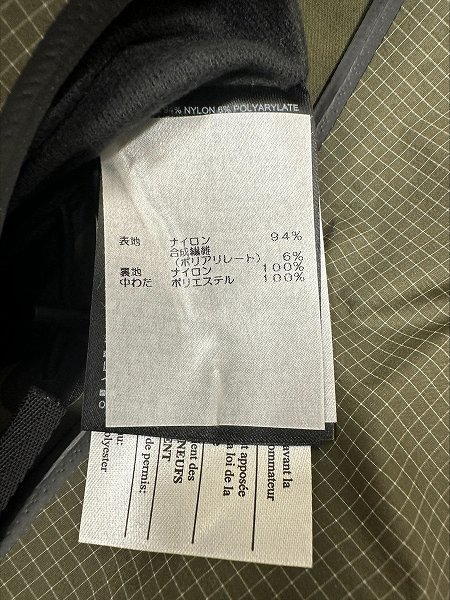 NYLON 6% POLYARYLATE
表地 ナイロン 94%
合成繊維
(ポリアリレート) 6%
裏地 ナイロン 100%
中わた ポリエステル 100%
avant la
ommateur
t apposée
la loi de la
ent des
NEUFS
ENT
de permis:
u:
olyester